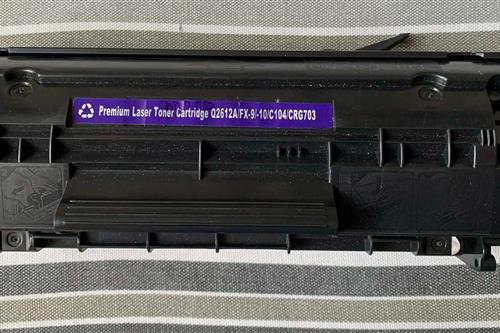 Premium Laser Toner Cartridge Q2612A/FX-9/-10/C104/CRG703